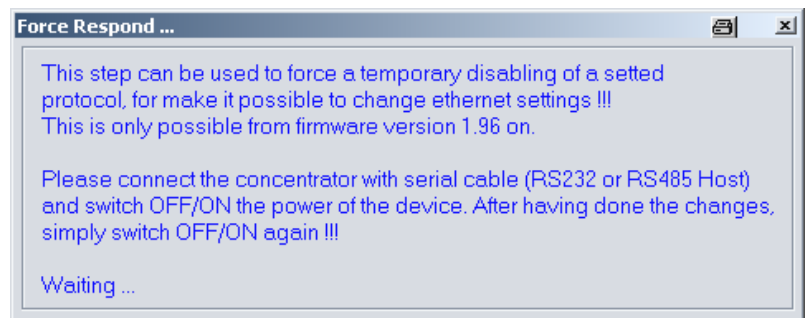 Force Respond ...
This step can be used to force a temporary disabling of a setted
protocol, for make it possible to change ethernet settings !!!
This is only possible from firmware version 1.96 on.
Please connect the concentrator with serial cable (RS232 or RS485 Host)
and switch OFF/ON the power of the device. After having done the changes,
simply switch OFF/ON again !!!
Waiting ...